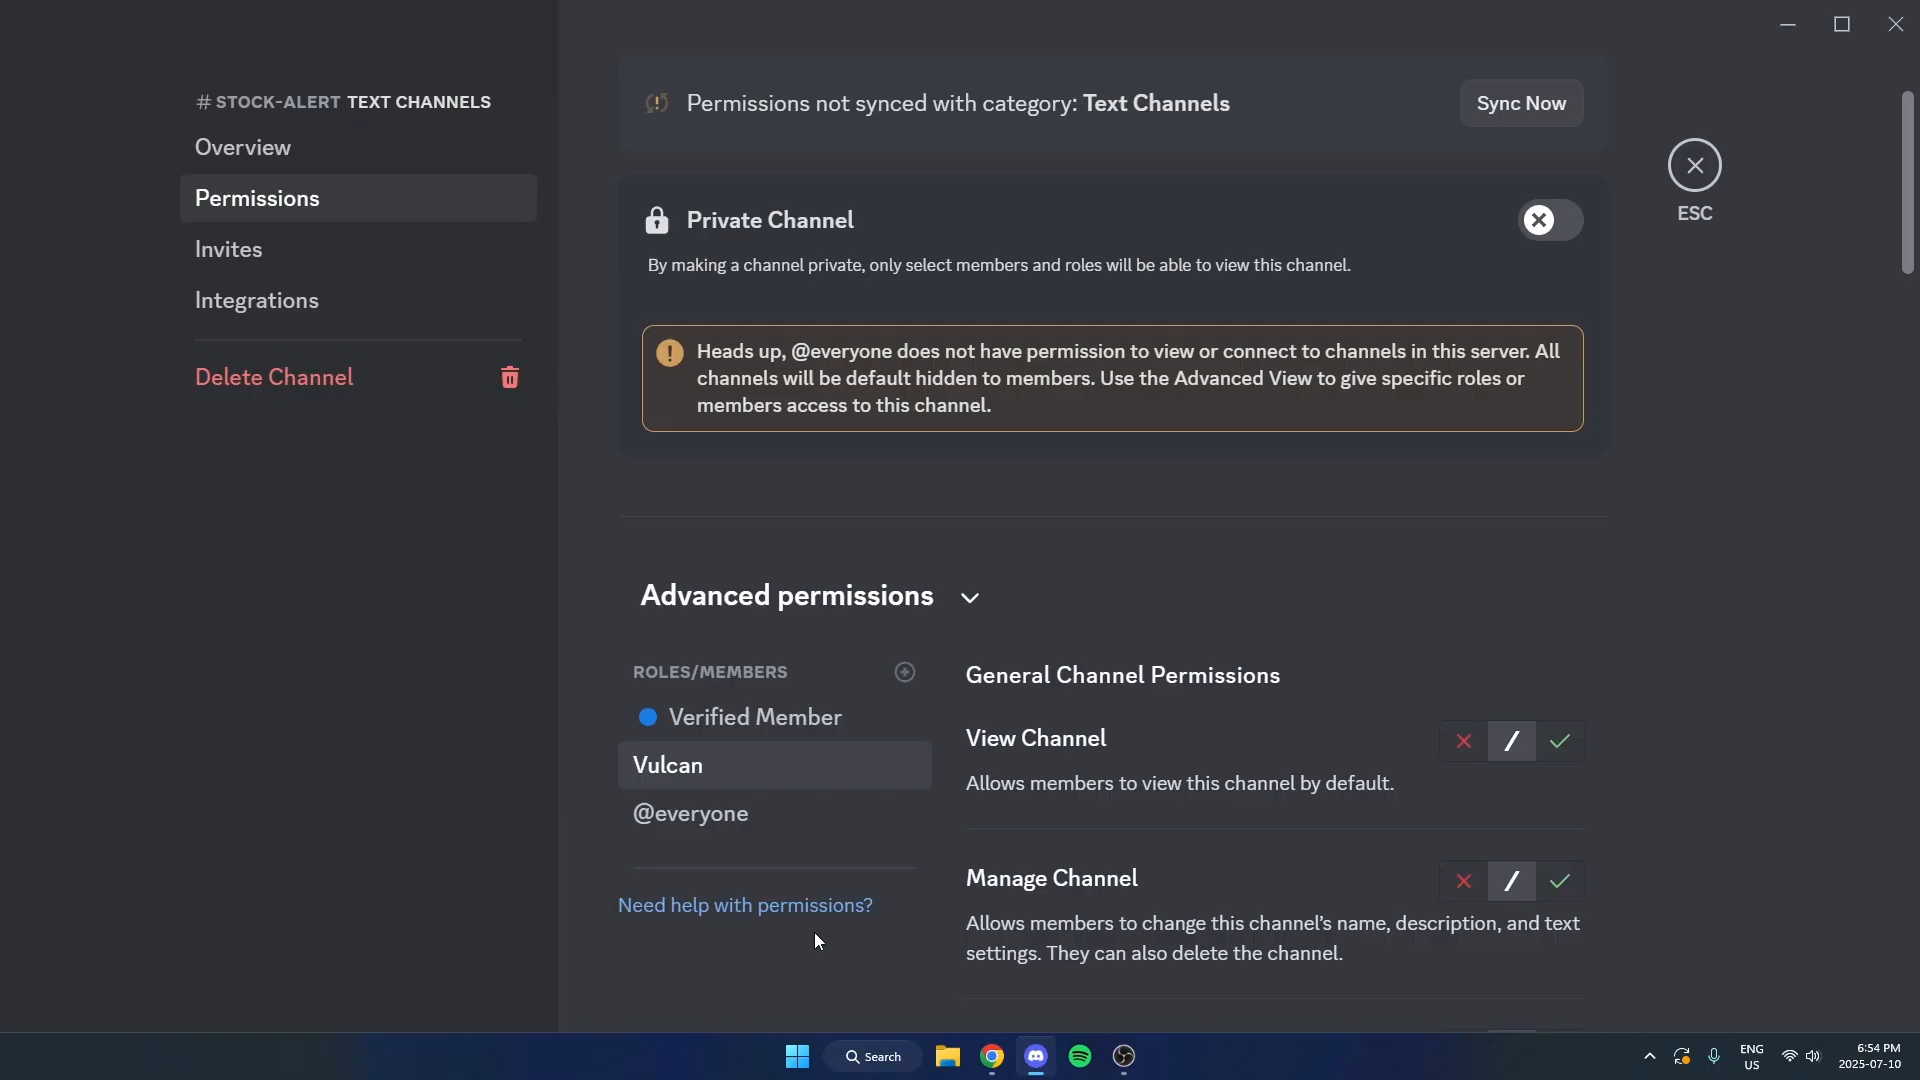 # STOCK-ALERT TEXT CHANNELS
Overview
Permissions
Invites
Integrations
Delete Channel
Permissions not synced with category: Text Channels
Sync Now
ESC
Private Channel
By making a channel private, only select members and roles will be able to view this channel.
Heads up, @everyone does not have permission to view or connect to channels in this server. All
channels will be default hidden to members. Use the Advanced View to give specific roles or
members access to this channel.
Advanced permissions
ROLES/MEMBERS
Verified Member
Vulcan
@everyone
Need help with permissions?
General Channel Permissions
View Channel
Allows members to view this channel by default.
Manage Channel
Allows members to change this channel’s name, description, and text
settings. They can also delete the channel.
Search
ENG
US
6:54 PM
2025-07-10